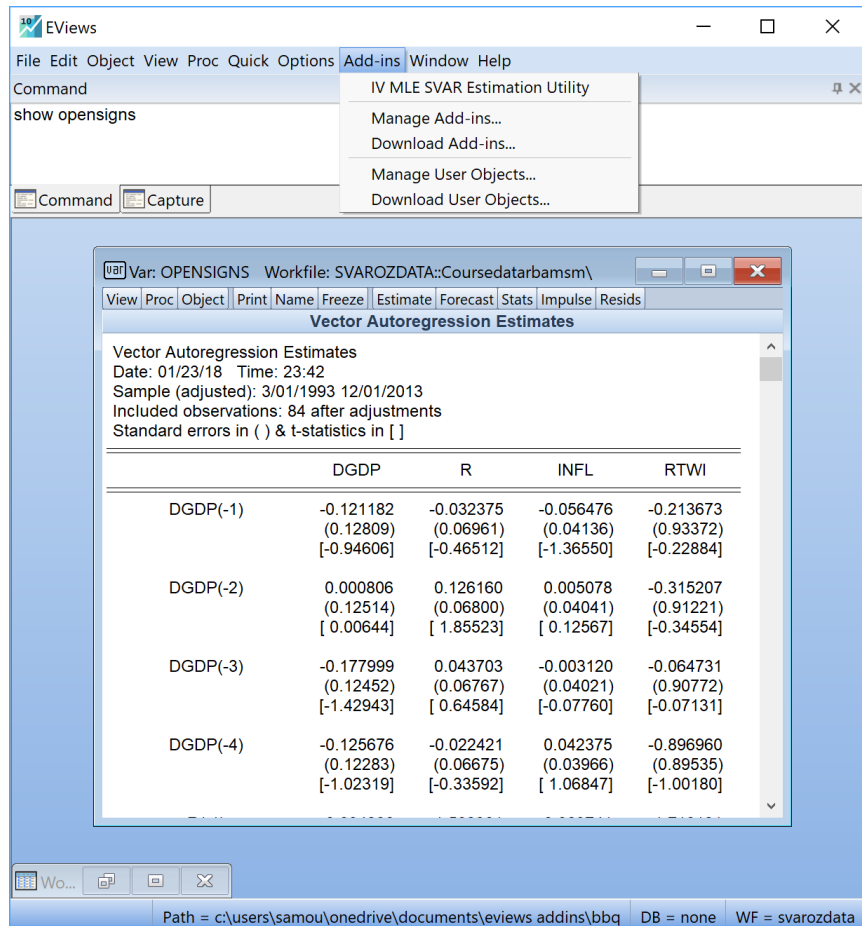 10 EViews
File Edit Object View Proc Quick Options Add-ins Window Help
Command
show opensigns
IV MLE SVAR Estimation Utility
Manage Add-ins...
Download Add-ins...
Manage User Objects...
Download User Objects...
Command Capture
var Var: OPENSIGNS Workfile: SVAROZDATA::Coursedatarbamsm\
View Proc Object Print Name Freeze Estimate Forecast Stats Impulse Resids
Vector Autoregression Estimates
Vector Autoregression Estimates
Date: 01/23/18 Time: 23:42
Sample (adjusted): 3/01/1993 12/01/2013
Included observations: 84 after adjustments
Standard errors in ( ) & t-statistics in [ ]
DGDP R INFL RTWI
DGDP(-1) -0.121182 -0.032375 -0.056476 -0.213673
(0.12809) (0.06961) (0.04136) (0.93372)
[-0.94606] [-0.46512] [-1.36550] [-0.22884]
DGDP(-2) 0.000806 0.126160 0.005078 -0.315207
(0.12514) (0.06800) (0.04041) (0.91221)
[ 0.00644] [ 1.85523] [ 0.12567] [-0.34554]
DGDP(-3) -0.177999 0.043703 -0.003120 -0.064731
(0.12452) (0.06767) (0.04021) (0.90772)
[-1.42943] [ 0.64584] [-0.07760] [-0.07131]
DGDP(-4) -0.125676 -0.022421 0.042375 -0.896960
(0.12283) (0.06675) (0.03966) (0.89535)
[-1.02319] [-0.33592] [ 1.06847] [-1.00180]
Wo...
Path = c:\users\samou\onedrive\documents\eviews addins\bbq DB = none WF = svarozdata